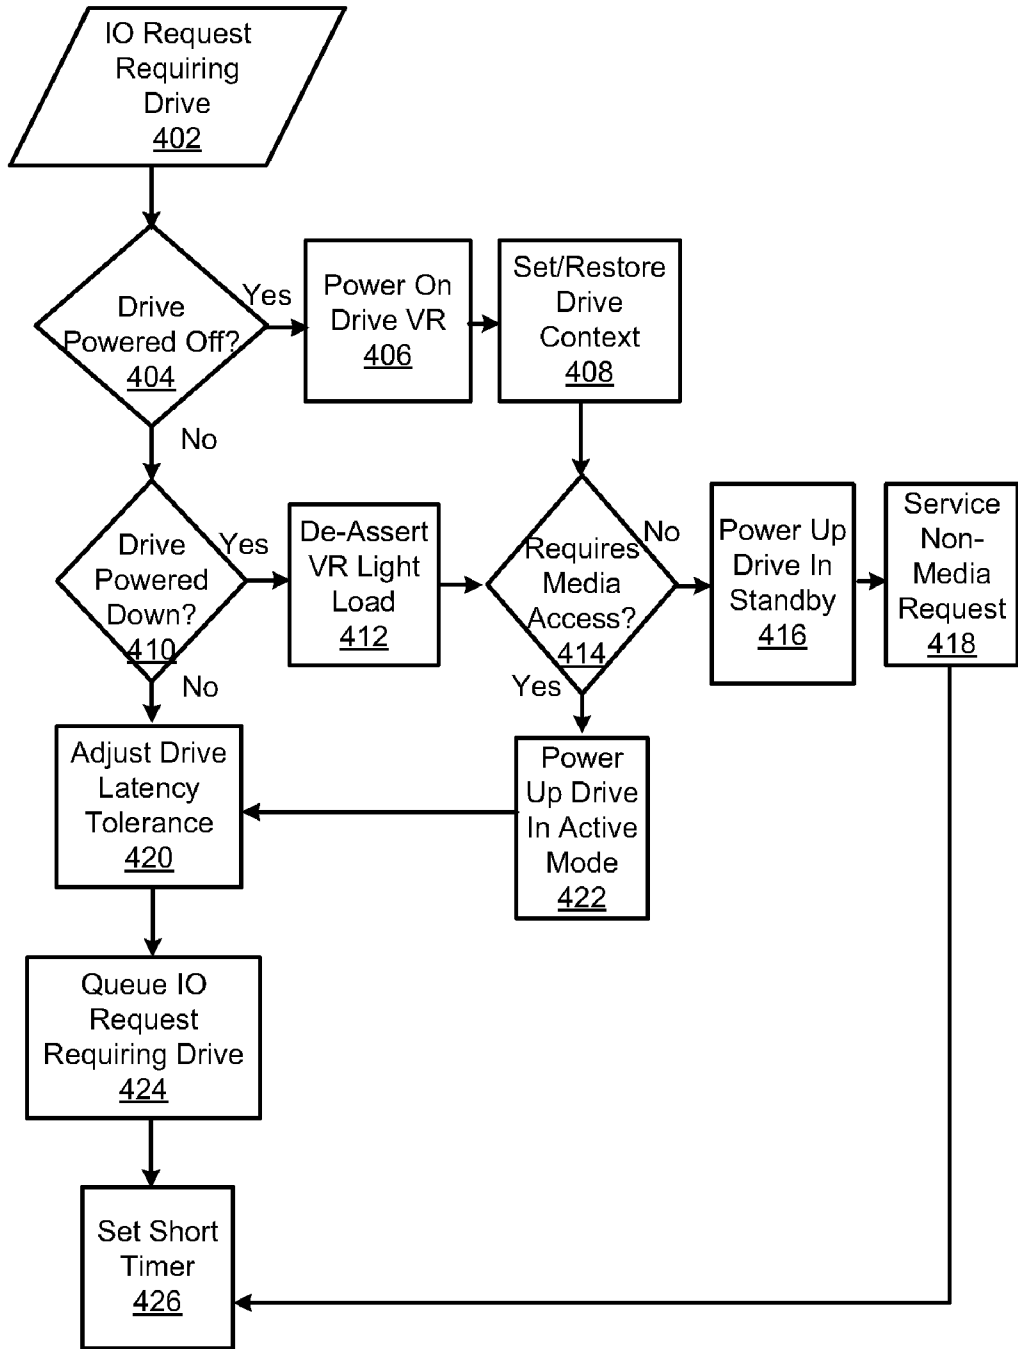 IO Request
Requiring
Drive
402
Drive
Powered Off?
404
Yes
No
Power On
Drive VR
406
Set/Restore
Drive
Context
408
Drive
Powered
Down?
410
Yes
No
De-Assert
VR Light
Load
412
Requires
Media
Access?
414
No
Yes
Power Up
Drive In
Standby
416
Service
Non-
Media
Request
418
Adjust Drive
Latency
Tolerance
420
Power
Up Drive
In Active
Mode
422
Queue IO
Request
Requiring Drive
424
Set Short
Timer
426